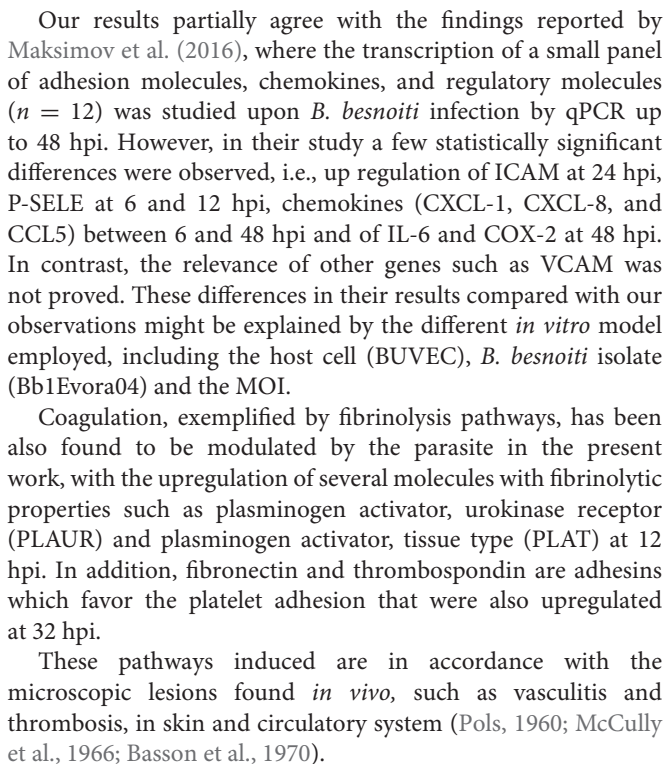 Our results partially agree with the findings reported by
Maksimov et al. (2016), where the transcription of a small panel
of adhesion molecules, chemokines, and regulatory molecules
(n = 12) was studied upon B. besnoiti infection by qPCR up
to 48 hpi. However, in their study a few statistically significant
differences were observed, i.e., up regulation of ICAM at 24 hpi,
P-SELE at 6 and 12 hpi, chemokines (CXCL-1, CXCL-8, and
CCL5) between 6 and 48 hpi and of IL-6 and COX-2 at 48 hpi.
In contrast, the relevance of other genes such as VCAM was
not proved. These differences in their results compared with our
observations might be explained by the different in vitro model
employed, including the host cell (BUVEC), B. besnoiti isolate
(Bb1Evora04) and the MOI.
Coagulation, exemplified by fibrinolysis pathways, has been
also found to be modulated by the parasite in the present
work, with the upregulation of several molecules with fibrinolytic
properties such as plasminogen activator, urokinase receptor
(PLAUR) and plasminogen activator, tissue type (PLAT) at 12
hpi. In addition, fibronectin and thrombospondin are adhesins
which favor the platelet adhesion that were also upregulated
at 32 hpi.
These pathways induced are in accordance with the
microscopic lesions found in vivo, such as vasculitis and
thrombosis, in skin and circulatory system (Pols, 1960; McCully
et al., 1966; Basson et al., 1970).